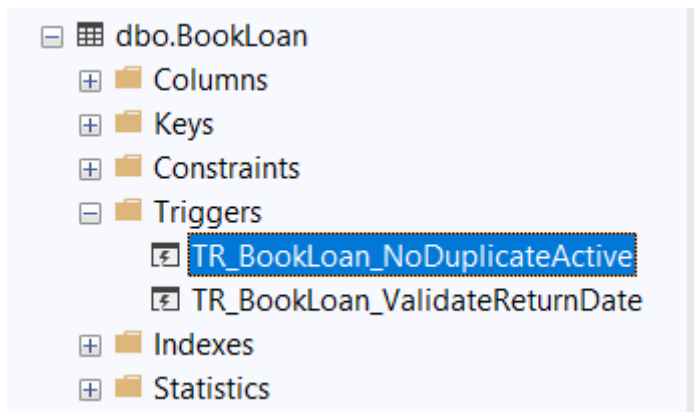 dbo.BookLoan
Columns
Keys
Constraints
Triggers
TR_BookLoan_NoDuplicateActive
TR_BookLoan_ValidateReturnDate
Indexes
Statistics